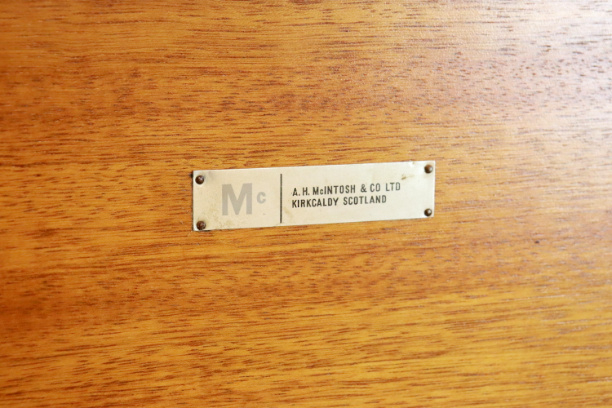 Mc
A.H. McINTOSH & CO LTD
KIRKCALDY SCOTLAND